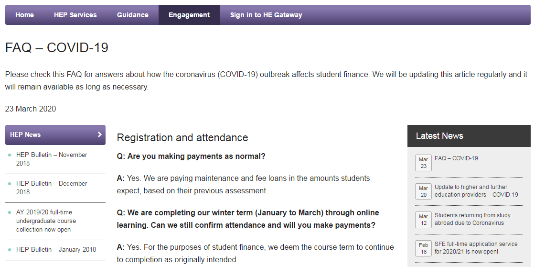 Home HEP Services Guidance Engagement Sign in to HE Gateway
FAQ – COVID-19
Please check this FAQ for answers about how the coronavirus (COVID-19) outbreak affects student finance. We will be updating this article regularly and it
will remain available as long as necessary.
23 March 2020
HEP News
HEP Bulletin – November
2018
HEP Bulletin – December
2018
AY 2019/20 full-time
undergraduate course
collection now open
HEP Bulletin – January 2019
Registration and attendance
Q: Are you making payments as normal?
A: Yes. We are paying maintenance and fee loans in the amounts students
expect, based on their previous assessment.
Q: We are completing our winter term (January to March) through online
learning. Can we still confirm attendance and will you make payments?
A: Yes. For the purposes of student finance, we deem the course term to continue
to completion as originally intended.
Latest News
Mar
23
FAQ – COVID-19
Mar
20
Update to higher and further
education providers – COVID-19
Mar
12
Students returning from study
abroad due to Coronavirus
Feb
18
SFE full-time application service
for 2020/21 is now open